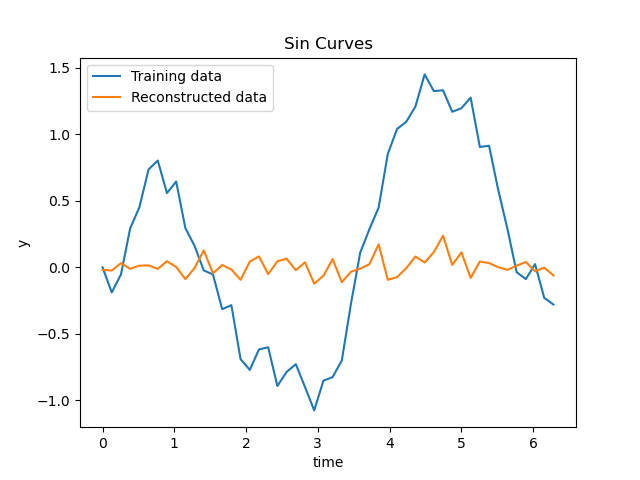 Sin Curves
Training data
Reconstructed data
1.5
1.0
0.5
0.0
−0.5
−1.0
y
0 1 2 3 4 5 6
time